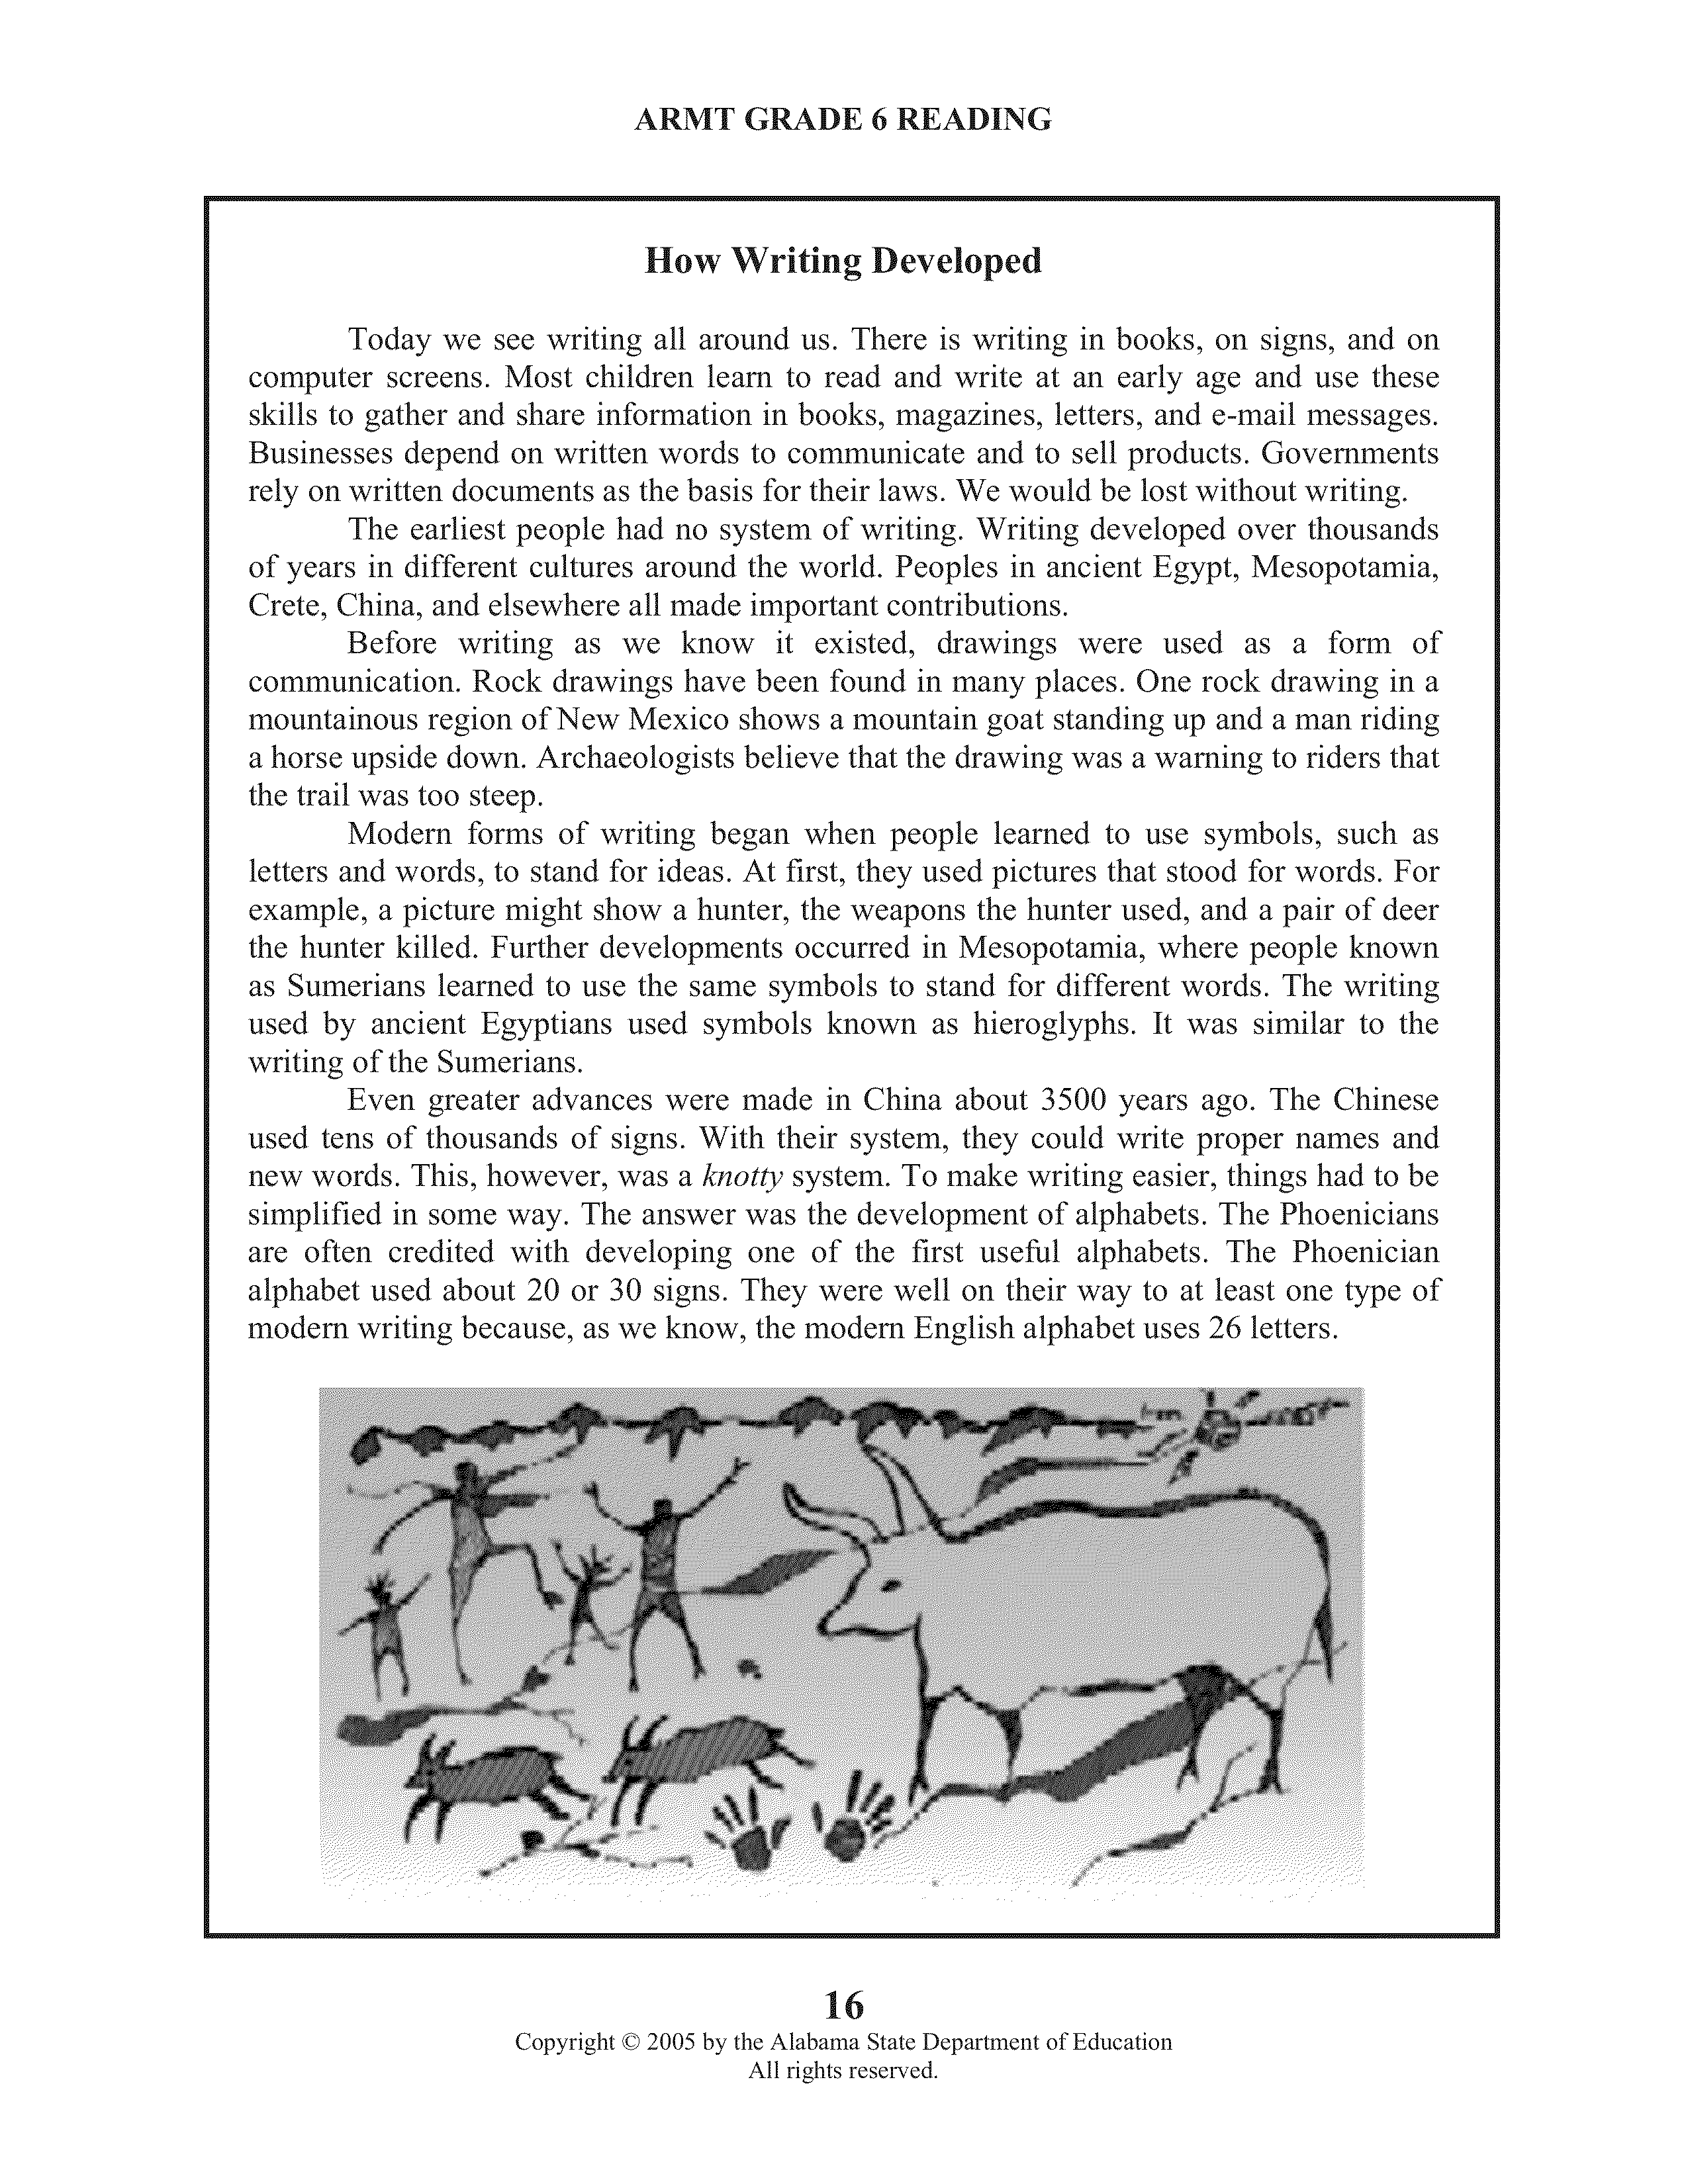 ARMT GRADE 6 READING
How Writing Developed
Today we see writing all around us. There is writing in books, on signs, and on
computer screens. Most children learn to read and write at an early age and use these
skills to gather and share information in books, magazines, letters, and e-mail messages.
Businesses depend on written words to communicate and to sell products. Governments
rely on written documents as the basis for their laws. We would be lost without writing.
The earliest people had no system of writing. Writing developed over thousands
of years in different cultures around the world. Peoples in ancient Egypt, Mesopotamia,
Crete, China, and elsewhere all made important contributions.
Before writing as we know it existed, drawings were used as a form of
communication. Rock drawings have been found in many places. One rock drawing in a
mountainous region of New Mexico shows a mountain goat standing up and a man riding
a horse upside down. Archaeologists believe that the drawing was a warning to riders that
the trail was too steep.
Modern forms of writing began when people learned to use symbols, such as
letters and words, to stand for ideas. At first, they used pictures that stood for words. For
example, a picture might show a hunter, the weapons the hunter used, and a pair of deer
the hunter killed. Further developments occurred in Mesopotamia, where people known
as Sumerians learned to use the same symbols to stand for different words. The writing
used by ancient Egyptians used symbols known as hieroglyphs. It was similar to the
writing of the Sumerians.
Even greater advances were made in China about 3500 years ago. The Chinese
used tens of thousands of signs. With their system, they could write proper names and
new words. This, however, was a knotty system. To make writing easier, things had to be
simplified in some way. The answer was the development of alphabets. The Phoenicians
are often credited with developing one of the first useful alphabets. The Phoenician
alphabet used about 20 or 30 signs. They were well on their way to at least one type of
modern writing because, as we know, the modern English alphabet uses 26 letters.
16
Copyright © 2005 by the Alabama State Department of Education
All rights reserved.